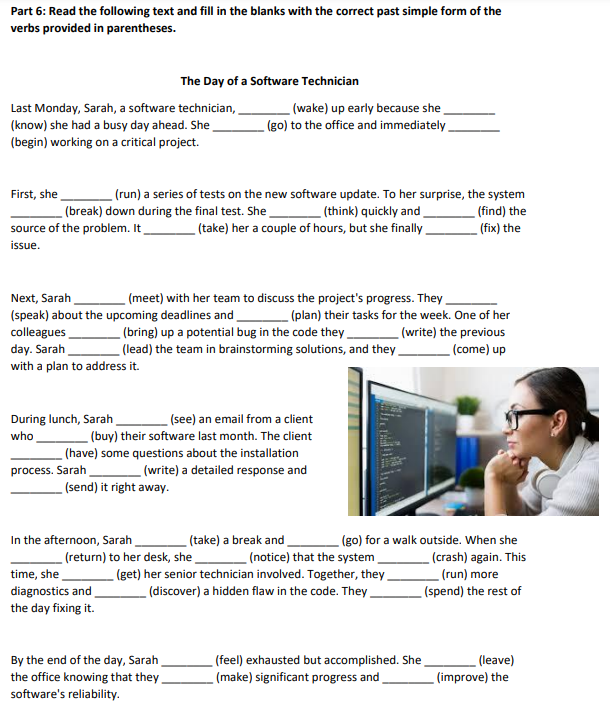 Part 6: Read the following text and fill in the blanks with the correct past simple form of the
verbs provided in parentheses.
The Day of a Software Technician
Last Monday, Sarah, a software technician, ________ (wake) up early because she ________
(know) she had a busy day ahead. She ________ (go) to the office and immediately ________
(begin) working on a critical project.
First, she ________ (run) a series of tests on the new software update. To her surprise, the system
________ (break) down during the final test. She ________ (think) quickly and ________ (find) the
source of the problem. It ________ (take) her a couple of hours, but she finally ________ (fix) the
issue.
Next, Sarah ________ (meet) with her team to discuss the project's progress. They ________
(speak) about the upcoming deadlines and ________ (plan) their tasks for the week. One of her
colleagues ________ (bring) up a potential bug in the code they ________ (write) the previous
day. Sarah ________ (lead) the team in brainstorming solutions, and they ________ (come) up
with a plan to address it.
During lunch, Sarah ________ (see) an email from a client
who ________ (buy) their software last month. The client
________ (have) some questions about the installation
process. Sarah ________ (write) a detailed response and
________ (send) it right away.
In the afternoon, Sarah ________ (take) a break and ________ (go) for a walk outside. When she
________ (return) to her desk, she ________ (notice) that the system ________ (crash) again. This
time, she ________ (get) her senior technician involved. Together, they ________ (run) more
diagnostics and ________ (discover) a hidden flaw in the code. They ________ (spend) the rest of
the day fixing it.
By the end of the day, Sarah ________ (feel) exhausted but accomplished. She ________ (leave)
the office knowing that they ________ (make) significant progress and ________ (improve) the
software's reliability.